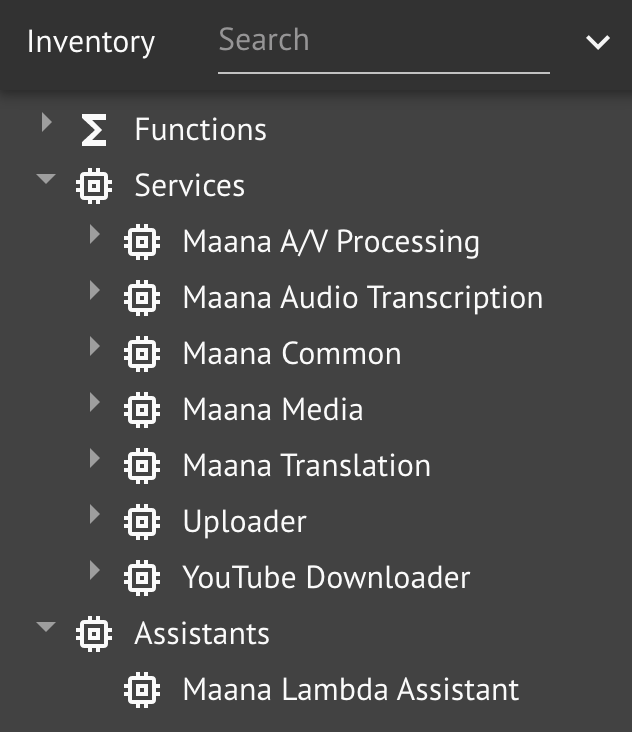 Inventory Search
Functions
Services
Maana A/V Processing
Maana Audio Transcription
Maana Common
Maana Media
Maana Translation
Uploader
YouTube Downloader
Assistants
Maana Lambda Assistant